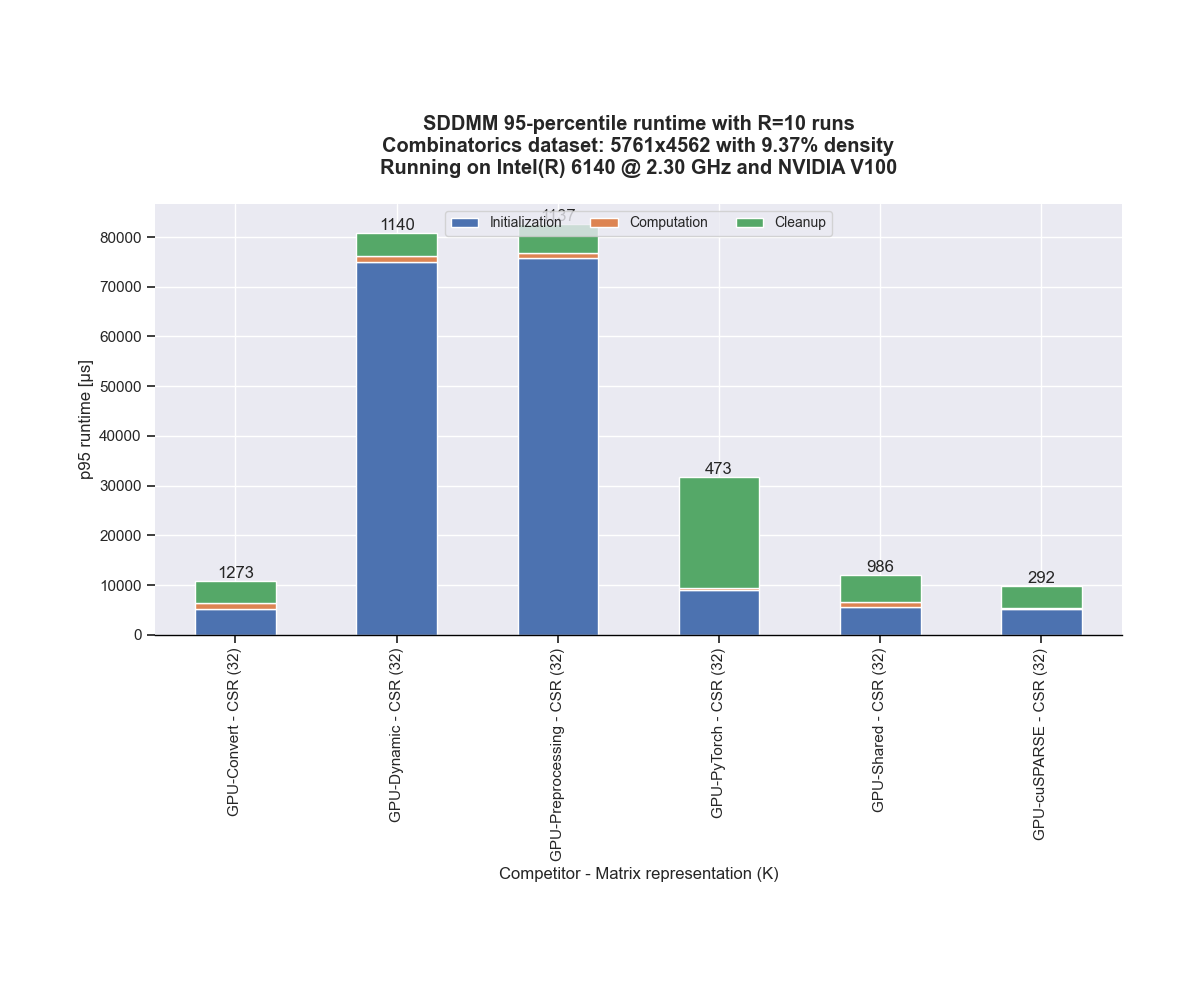 SDDMM 95-percentile runtime with R=10 runs
Combinatorics dataset: 5761x4562 with 9.37% density
Running on Intel(R) 6140 @ 2.30 GHz and NVIDIA V100
1137
Initialization Computation Cleanup
1140
80000
70000
60000
50000
40000
30000
20000
10000
0
p95 runtime [µs]
473
1273
986
292
GPU-Convert - CSR (32)
GPU-Dynamic - CSR (32)
GPU-Preprocessing - CSR (32)
GPU-PyTorch - CSR (32)
GPU-Shared - CSR (32)
GPU-cuSPARSE - CSR (32)
Competitor - Matrix representation (K)